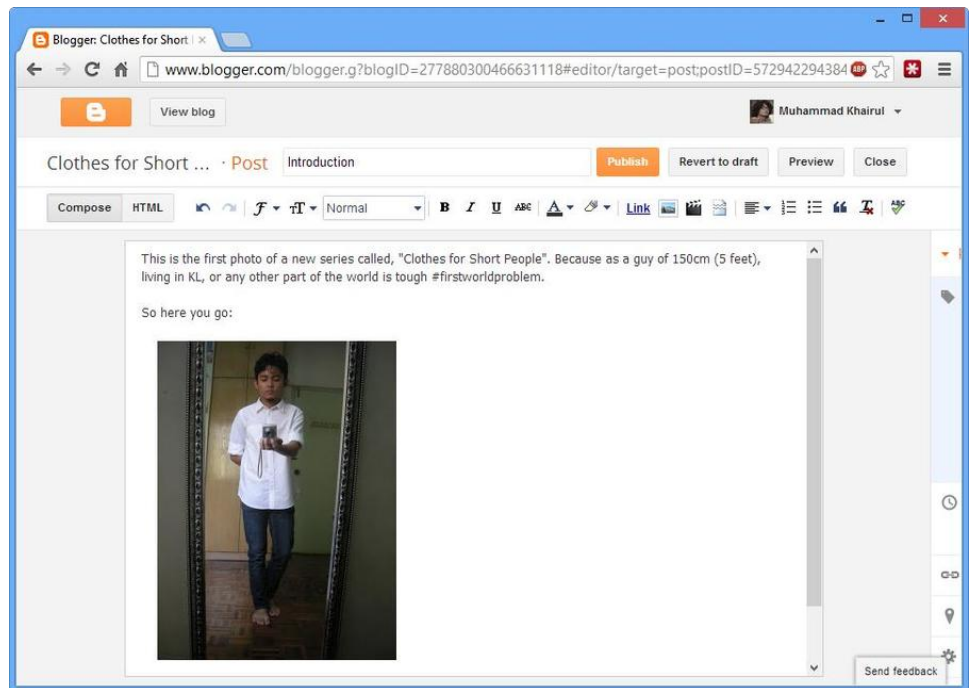 Blogger: Clothes for Short
www.blogger.com/blogger.g?blogID=277880300466631118#editor/target=post;postID=572942294384
ABP
View blog
Muhammad Khairul
Clothes for Short ... · Post
Introduction
Publish
Revert to draft
Preview
Close
Compose
HTML
Normal
B I U ABC A Link
ABC
This is the first photo of a new series called, "Clothes for Short People". Because as a guy of 150cm (5 feet),
living in KL, or any other part of the world is tough #firstworldproblem.
So here you go:
Send feedback